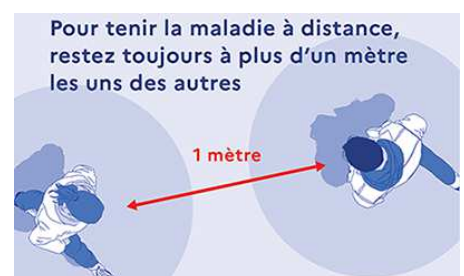 Pour tenir la maladie à distance,
restez toujours à plus d'un mètre
les uns des autres
1 mètre